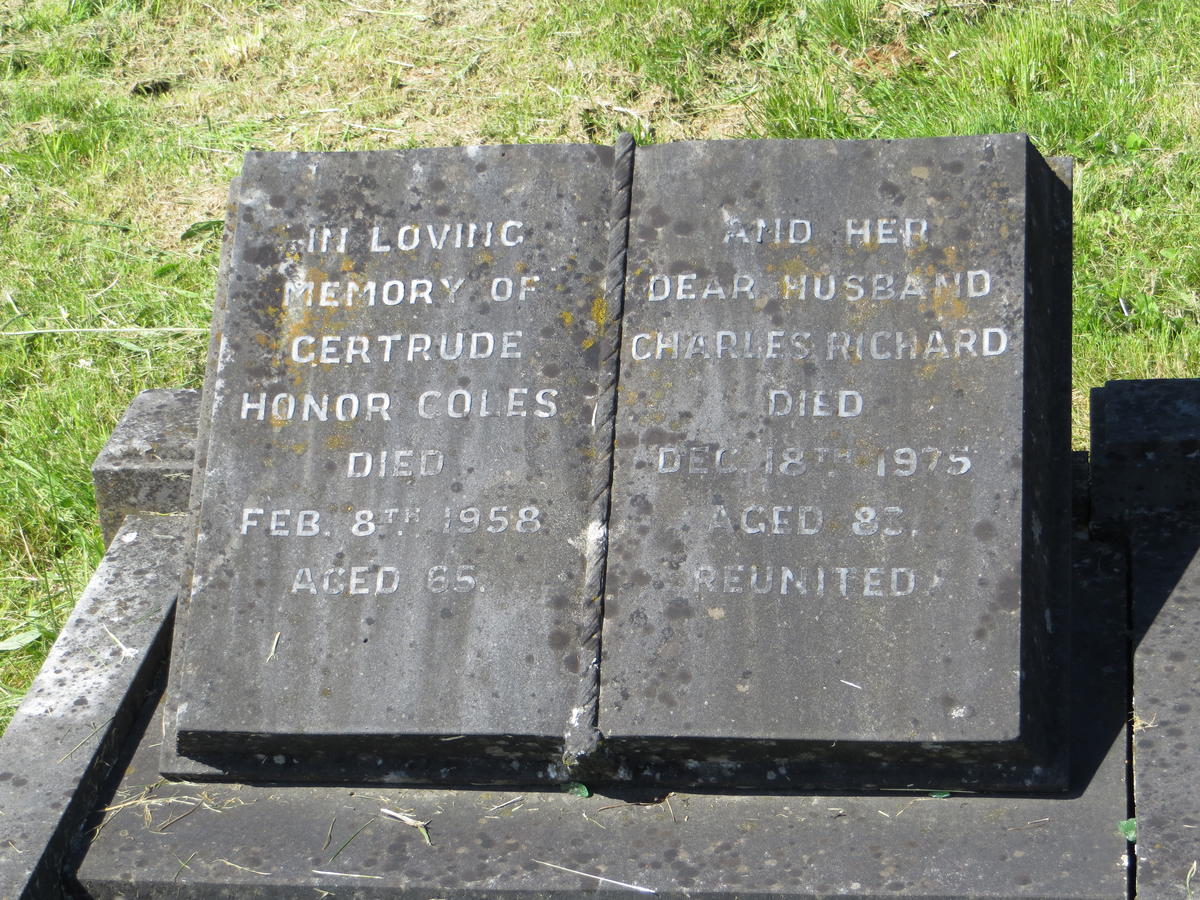 IN LOVING
MEMORY OF
GERTRUDE
HONOR COLES
DIED
FEB. 8TH 1958
AGED 65.
AND HER
DEAR HUSBAND
CHARLES RICHARD
DIED
DEC. 18TH 1975
AGED
REUNITED.